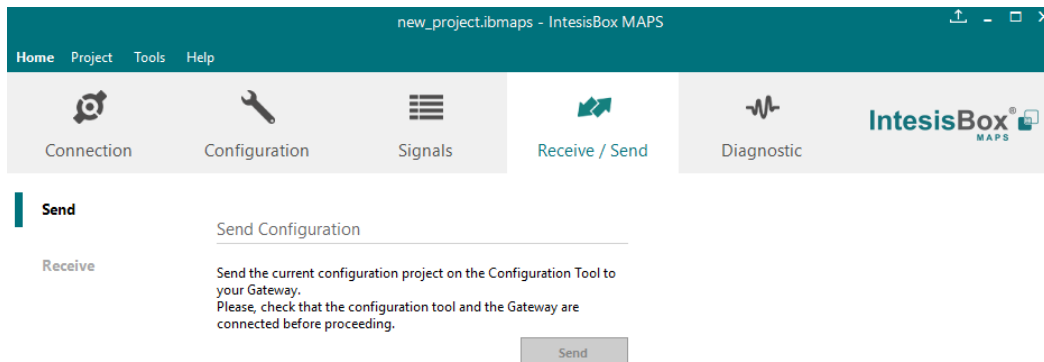 new_project.ibmaps - IntesisBox MAPS
Home Project Tools Help
Connection Configuration Signals Receive / Send Diagnostic
IntesisBox®
MAPS
Send
Send Configuration
Receive
Send the current configuration project on the Configuration Tool to
your Gateway.
Please, check that the configuration tool and the Gateway are
connected before proceeding.
Send